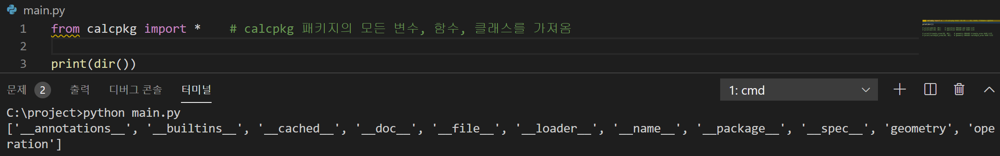 main.py
1 from calcpkg import *    # calcpkg 패키지의 모든 변수, 함수, 클래스를 가져옴
2
3 print(dir())
문제 2 출력 디버그 콘솔 터미널 1: cmd
C:\project>python main.py
['__annotations__', '__builtins__', '__cached__', '__doc__', '__file__', '__loader__', '__name__', '__package__', '__spec__', 'geometry', 'ope
ration']